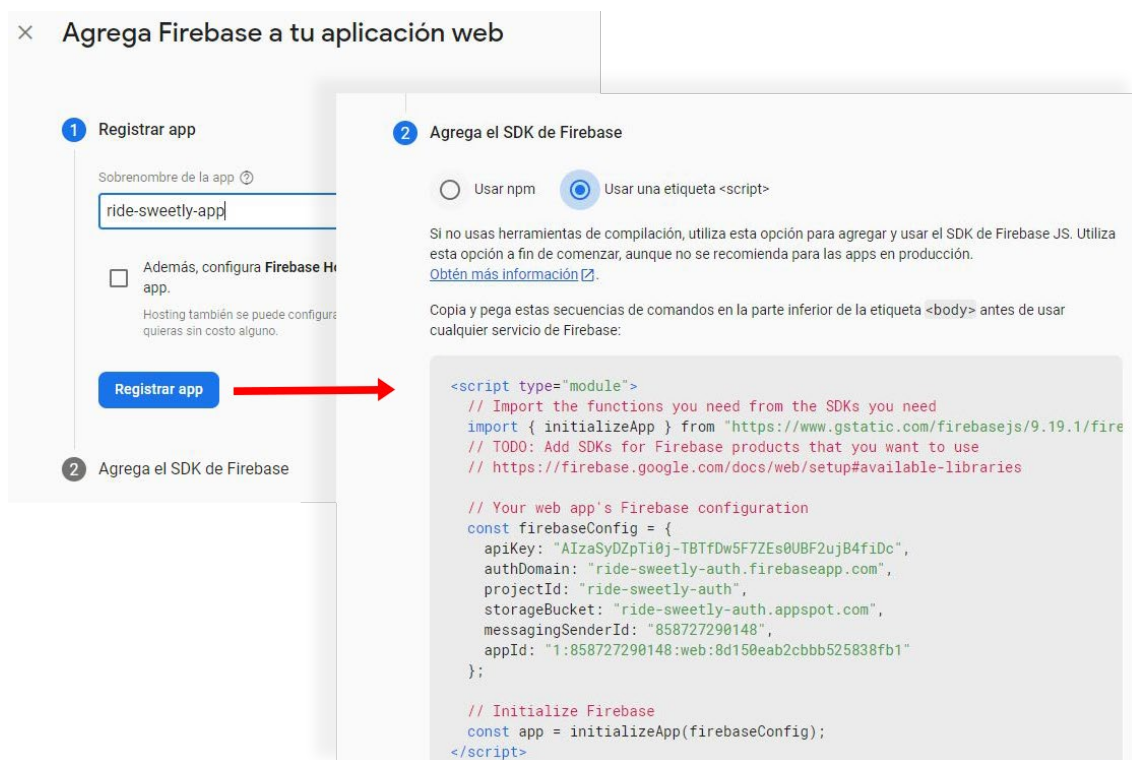 Agrega Firebase a tu aplicación web
1 Registrar app
Sobrenombre de la app
ride-sweetly-app
Además, configura Firebase
app.
Hosting también se puede
quieras sin costo alguno.
Registrar app
2 Agrega el SDK de Firebase
2 Agrega el SDK de Firebase
Usar npm
Usar una etiqueta <script>
Si no usas herramientas de compilación, utiliza esta opción para agregar y usar el SDK de Firebase JS. Utiliza
esta opción a fin de comenzar, aunque no se recomienda para las apps en producción.
Obtén más información.
Copia y pega estas secuencias de comandos en la parte inferior de la etiqueta <body> antes de usar
cualquier servicio de Firebase:
<script type="module">
// Import the functions you need from the SDKs you need
import { initializeApp } from "https://www.gstatic.com/firebasejs/9.19.1/fire
// TODO: Add SDKs for Firebase products that you want to use
// https://firebase.google.com/docs/web/setup#available-libraries
// Your web app's Firebase configuration
const firebaseConfig = {
apiKey: "AIzaSyDZpTi0j-TBTfDw5F7ZEs0UBF2ujB4fiDc",
authDomain: "ride-sweetly-auth.firebaseapp.com",
projectId: "ride-sweetly-auth",
storageBucket: "ride-sweetly-auth.appspot.com",
messagingSenderId: "858727290148",
appId: "1:858727290148:web:8d150eab2cbbb525838fb1"
};
// Initialize Firebase
const app = initializeApp(firebaseConfig);
</script>